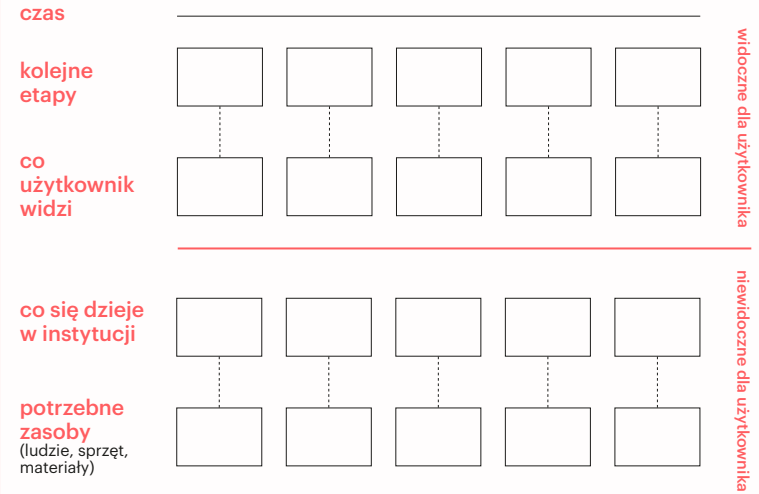 czas
kolejne
etapy
co
użytkownik
widzi
widoczne dla użytkownika
co się dzieje
w instytucji
potrzebne
zasoby
(ludzie, sprzęt,
materiały)
niewidoczne dla użytkownika